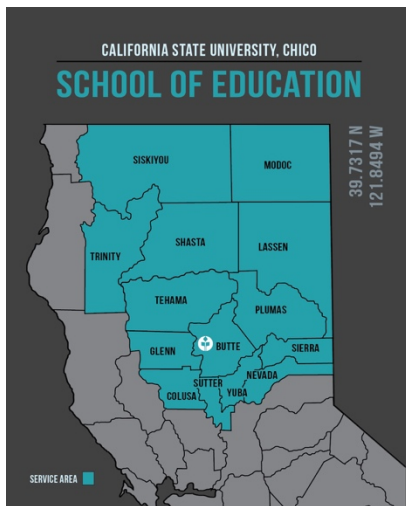 CALIFORNIA STATE UNIVERSITY, CHICO
SCHOOL OF EDUCATION
39.7317 N
121.8494 W
SISKIYOU
MODOC
TRINITY
SHASTA
LASSEN
TEHAMA
PLUMAS
GLENN
BUTTE
SIERRA
NEVADA
SUTTER
YUBA
COLUSA
SERVICE AREA